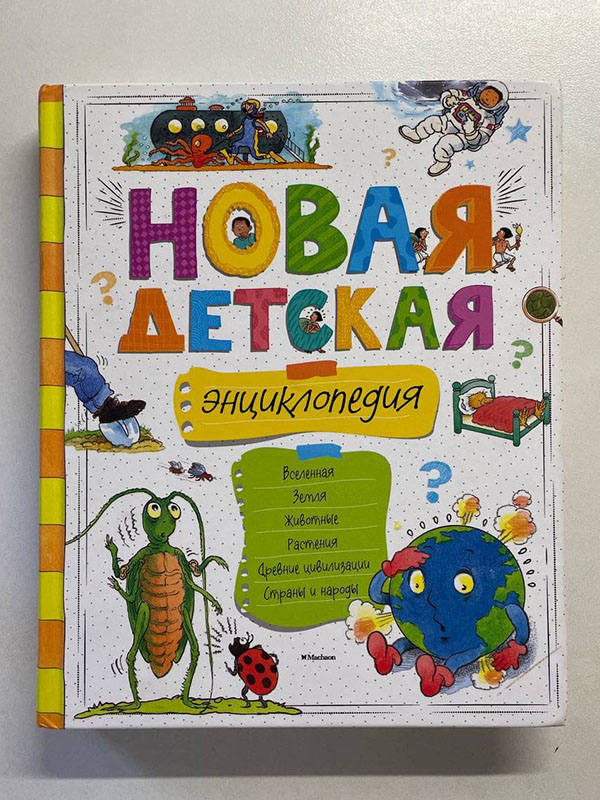 НОВАЯ
ДЕТСКАЯ
энциклопедия
Вселенная
Земля
Животные
Растения
Древние цивилизации
Страны и народы
Machaon